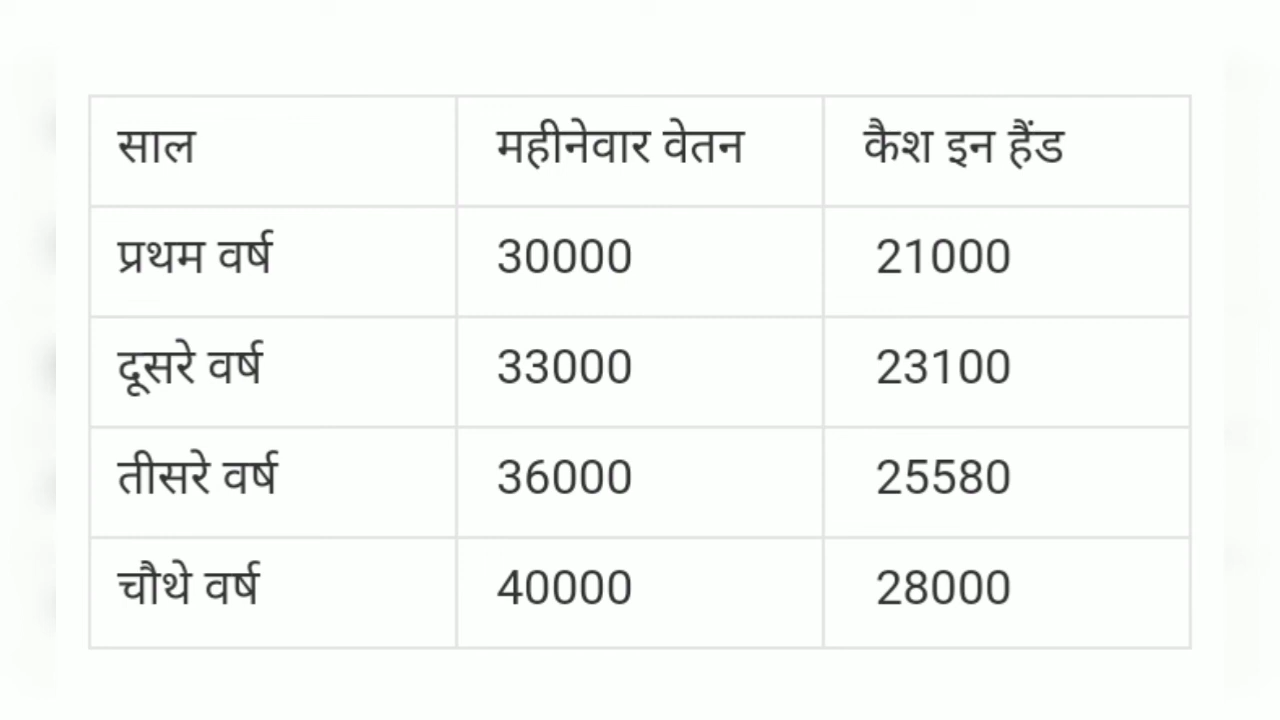 साल महीनेवार वेतन कैश इन हैंड
प्रथम वर्ष 30000 21000
दूसरे वर्ष 33000 23100
तीसरे वर्ष 36000 25580
चौथे वर्ष 40000 28000